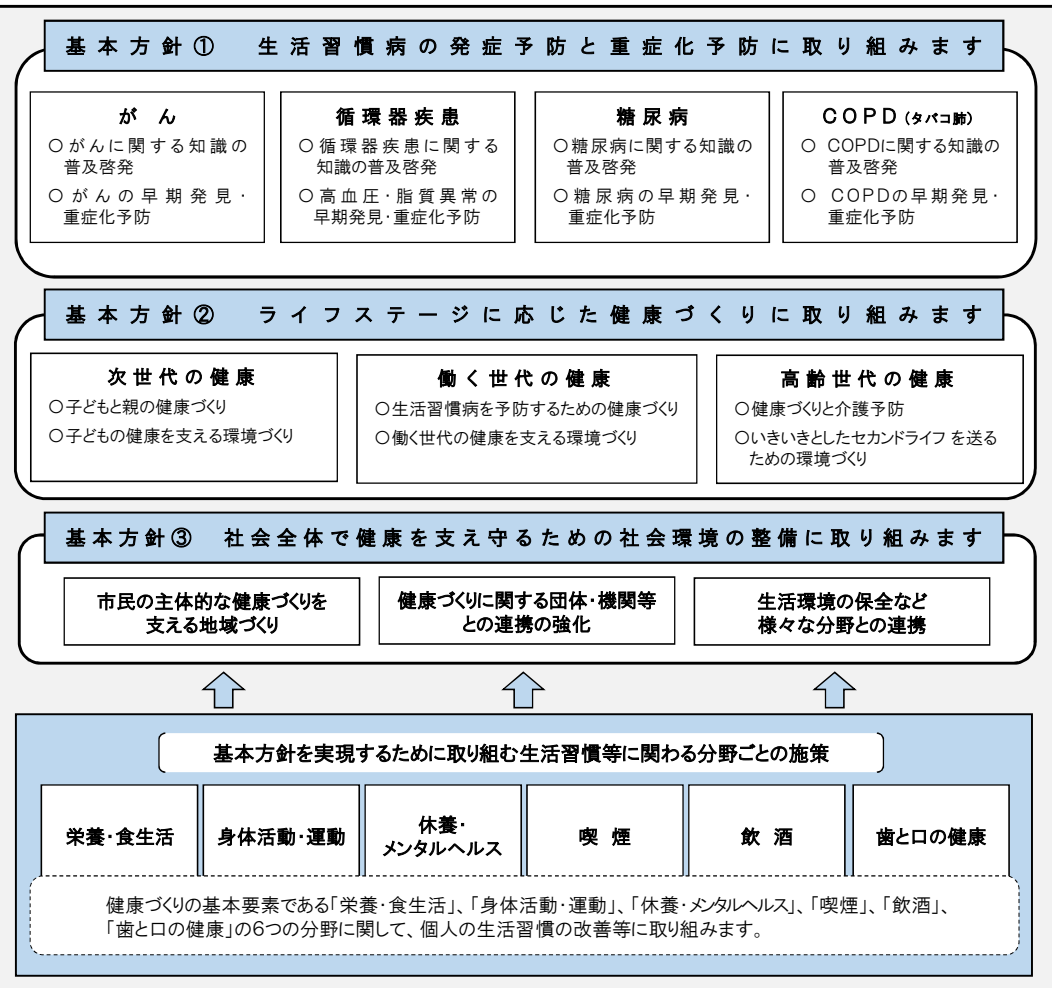 基本方針① 生活習慣病の発症予防と重症化予防に取り組みます
がん
○がんに関する知識の
普及啓発
○がんの早期発見・
重症化予防
循環器疾患
○循環器疾患に関する
知識の普及啓発
○高血圧・脂質異常の
早期発見・重症化予防
糖尿病
○糖尿病に関する知識の
普及啓発
○糖尿病の早期発見・
重症化予防
COPD(タバコ肺)
○ COPDに関する知識の
普及啓発
○ COPDの早期発見・
重症化予防
基本方針② ライフステージに応じた健康づくりに取り組みます
次世代の健康
○子どもと親の健康づくり
○子どもの健康を支える環境づくり
働く世代の健康
○生活習慣病を予防するための健康づくり
○働く世代の健康を支える環境づくり
高齢世代の健康
○健康づくりと介護予防
○いきいきとしたセカンドライフを送る
ための環境づくり
基本方針③ 社会全体で健康を支え守るための社会環境の整備に取り組みます
市民の主体的な健康づくりを
支える地域づくり
健康づくりに関する団体・機関等
との連携の強化
生活環境の保全など
様々な分野との連携
基本方針を実現するために取り組む生活習慣等に関わる分野ごとの施策
栄養・食生活
身体活動・運動
休養・
メンタルヘルス
喫煙
飲酒
歯と口の健康
健康づくりの基本要素である「栄養・食生活」、「身体活動・運動」、「休養・メンタルヘルス」、「喫煙」、「飲酒」、
「歯と口の健康」の6つの分野に関して、個人の生活習慣の改善等に取り組みます。